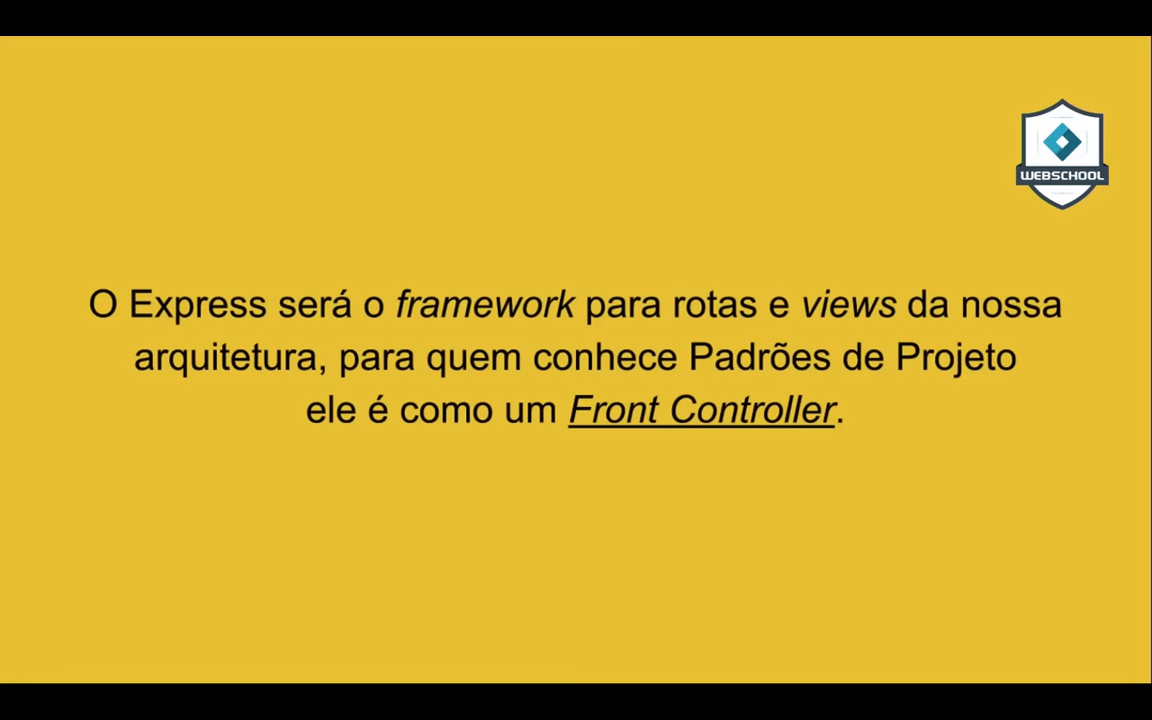 WEBSCHOOL
O Express será o framework para rotas e views da nossa
arquitetura, para quem conhece Padrões de Projeto
ele é como um Front Controller.